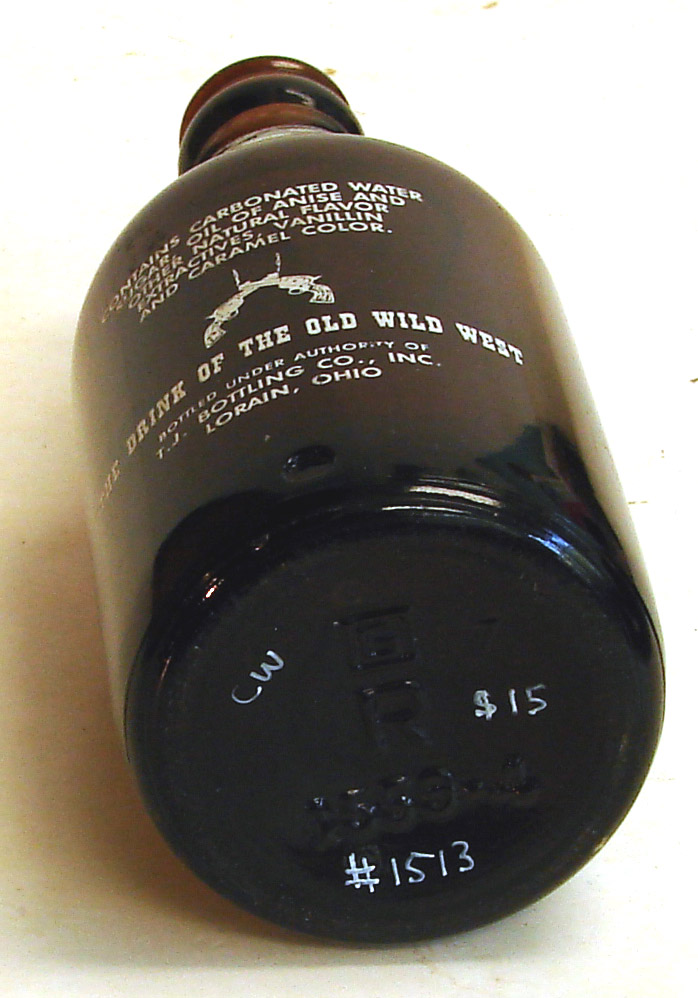 CONTAINS CARBONATED WATER
SUGAR, OIL OF ANISE AND
OTHER NATURAL FLAVOR
EXTRACTIVES, VANILLIN
AND CARAMEL COLOR.
THE DRINK OF THE OLD WILD WEST
BOTTLED UNDER AUTHORITY OF
T.J. BOTTLING CO., INC.
LORAIN, OHIO
CW
$15
#1513